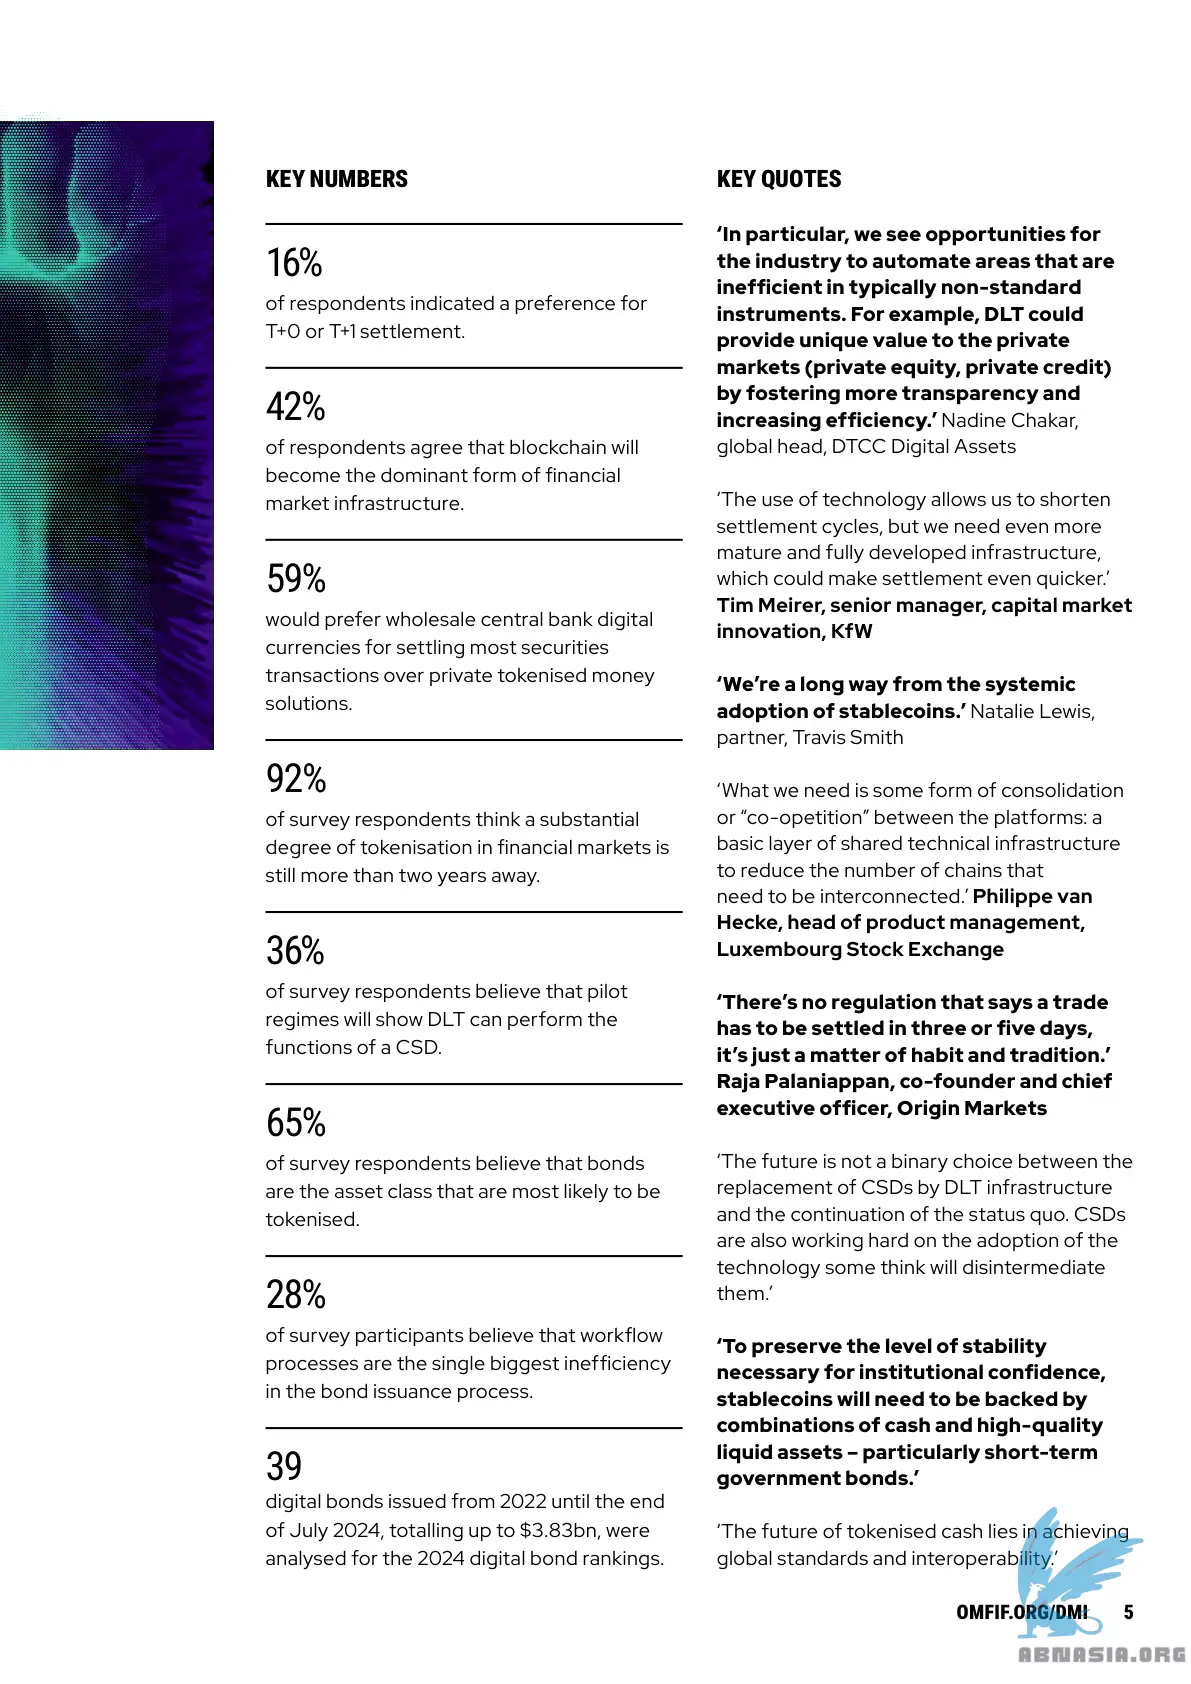 KEY NUMBERS
16%
of respondents indicated a preference for
T+0 or T+1 settlement.
42%
of respondents agree that blockchain will
become the dominant form of financial
market infrastructure.
59%
would prefer wholesale central bank digital
currencies for settling most securities
transactions over private tokenised money
solutions.
92%
of survey respondents think a substantial
degree of tokenisation in financial markets is
still more than two years away.
36%
of survey respondents believe that pilot
regimes will show DLT can perform the
functions of a CSD.
65%
of survey respondents believe that bonds
are the asset class that are most likely to be
tokenised.
28%
of survey participants believe that workflow
processes are the single biggest inefficiency
in the bond issuance process.
39
digital bonds issued from 2022 until the end
of July 2024, totalling up to $3.83bn, were
analysed for the 2024 digital bond rankings.
KEY QUOTES
‘In particular, we see opportunities for
the industry to automate areas that are
inefficient in typically non-standard
instruments. For example, DLT could
provide unique value to the private
markets (private equity, private credit)
by fostering more transparency and
increasing efficiency.’ Nadine Chakar,
global head, DTCC Digital Assets
‘The use of technology allows us to shorten
settlement cycles, but we need even more
mature and fully developed infrastructure,
which could make settlement even quicker.’
Tim Meirer, senior manager, capital market
innovation, KfW
‘We’re a long way from the systemic
adoption of stablecoins.’ Natalie Lewis,
partner, Travis Smith
‘What we need is some form of consolidation
or “co-opetition” between the platforms: a
basic layer of shared technical infrastructure
to reduce the number of chains that
need to be interconnected.’ Philippe van
Hecke, head of product management,
Luxembourg Stock Exchange
‘There’s no regulation that says a trade
has to be settled in three or five days,
it’s just a matter of habit and tradition.’
Raja Palaniappan, co-founder and chief
executive officer, Origin Markets
‘The future is not a binary choice between the
replacement of CSDs by DLT infrastructure
and the continuation of the status quo. CSDs
are also working hard on the adoption of the
technology some think will disintermediate
them.’
‘To preserve the level of stability
necessary for institutional confidence,
stablecoins will need to be backed by
combinations of cash and high-quality
liquid assets – particularly short-term
government bonds.’
‘The future of tokenised cash lies in achieving
global standards and interoperability.’
OMFIF.ORG/DMI 5
ABNASIA.ORG